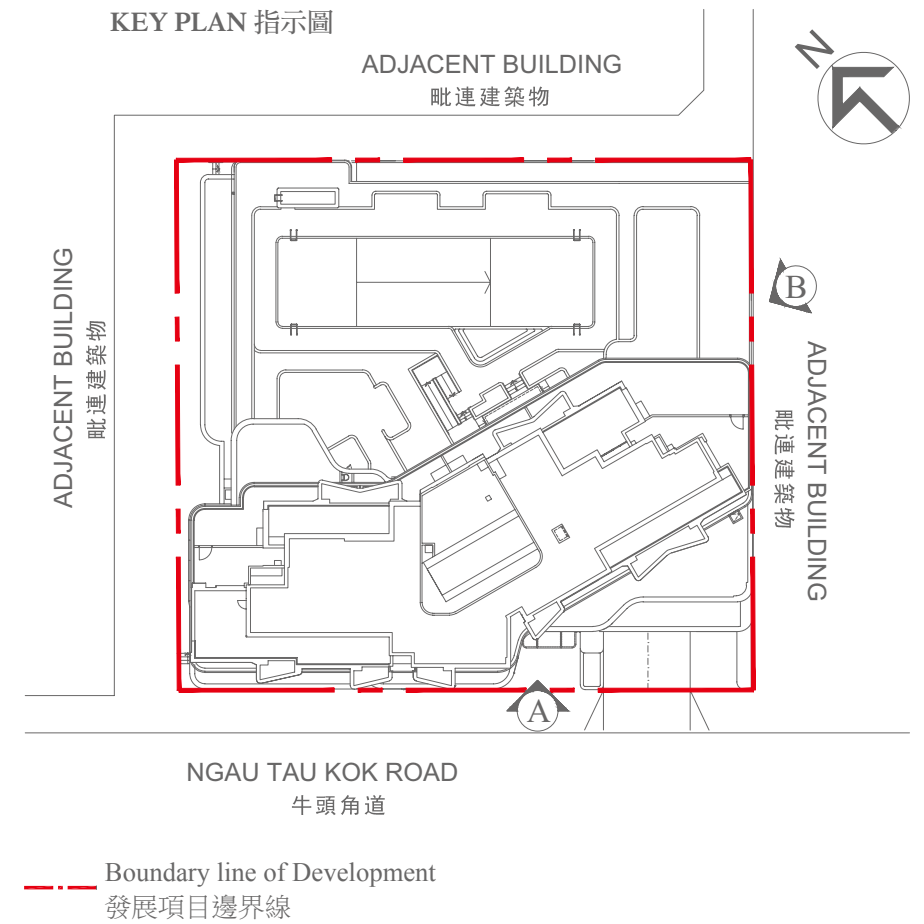 KEY PLAN 指示圖
ADJACENT BUILDING
毗連建築物
N
ADJACENT BUILDING
毗連建築物
B
ADJACENT BUILDING
毗連建築物
A
NGAU TAU KOK ROAD
牛頭角道
Boundary line of Development
發展項目邊界線